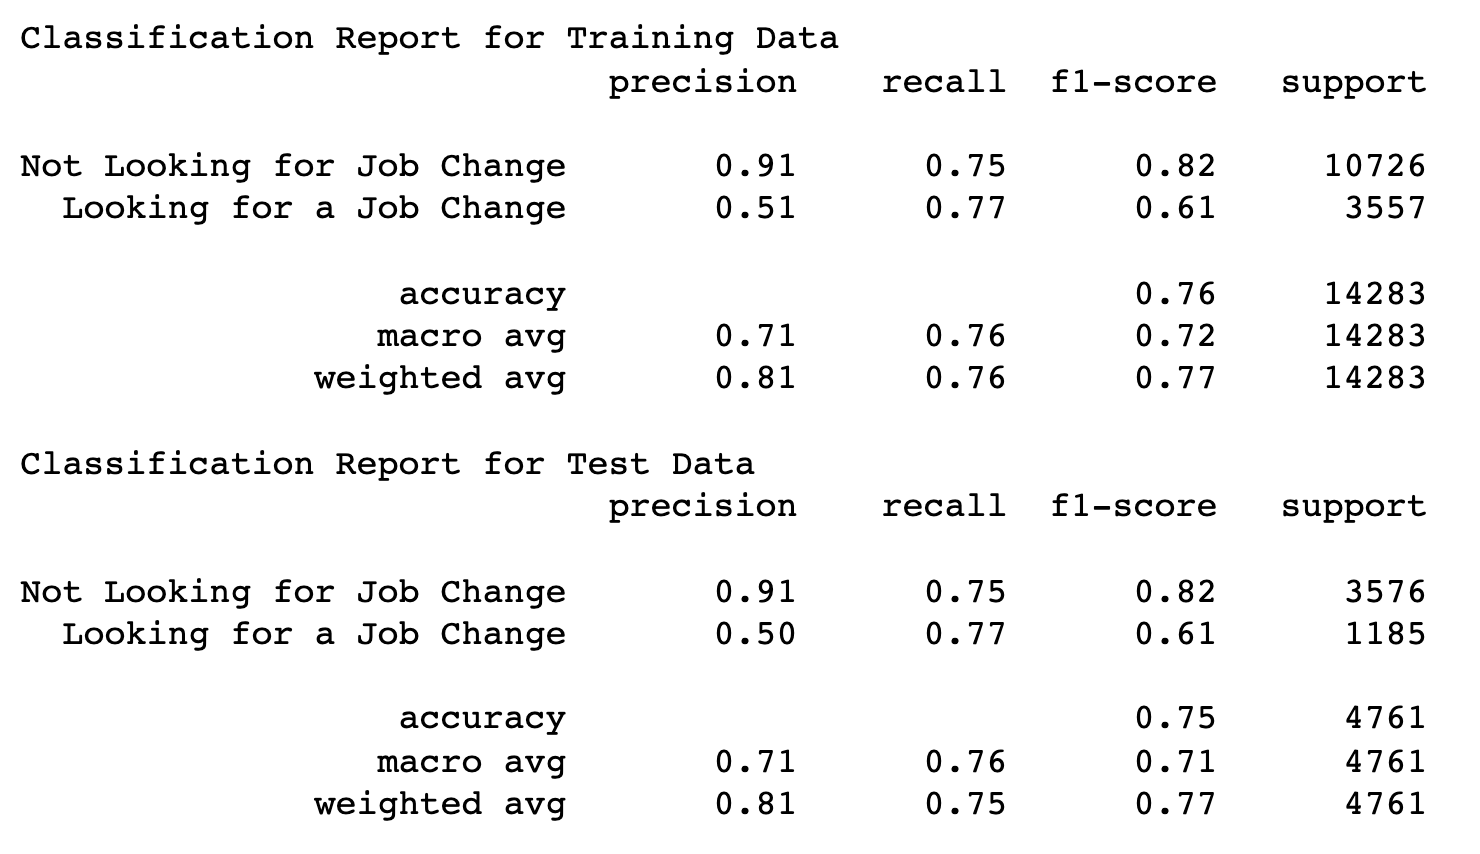 Classification Report for Training Data
precision recall f1-score support
Not Looking for Job Change 0.91 0.75 0.82 10726
Looking for a Job Change 0.51 0.77 0.61 3557
accuracy 0.76 14283
macro avg 0.71 0.76 0.72 14283
weighted avg 0.81 0.76 0.77 14283
Classification Report for Test Data
precision recall f1-score support
Not Looking for Job Change 0.91 0.75 0.82 3576
Looking for a Job Change 0.50 0.77 0.61 1185
accuracy 0.75 4761
macro avg 0.71 0.76 0.71 4761
weighted avg 0.81 0.75 0.77 4761